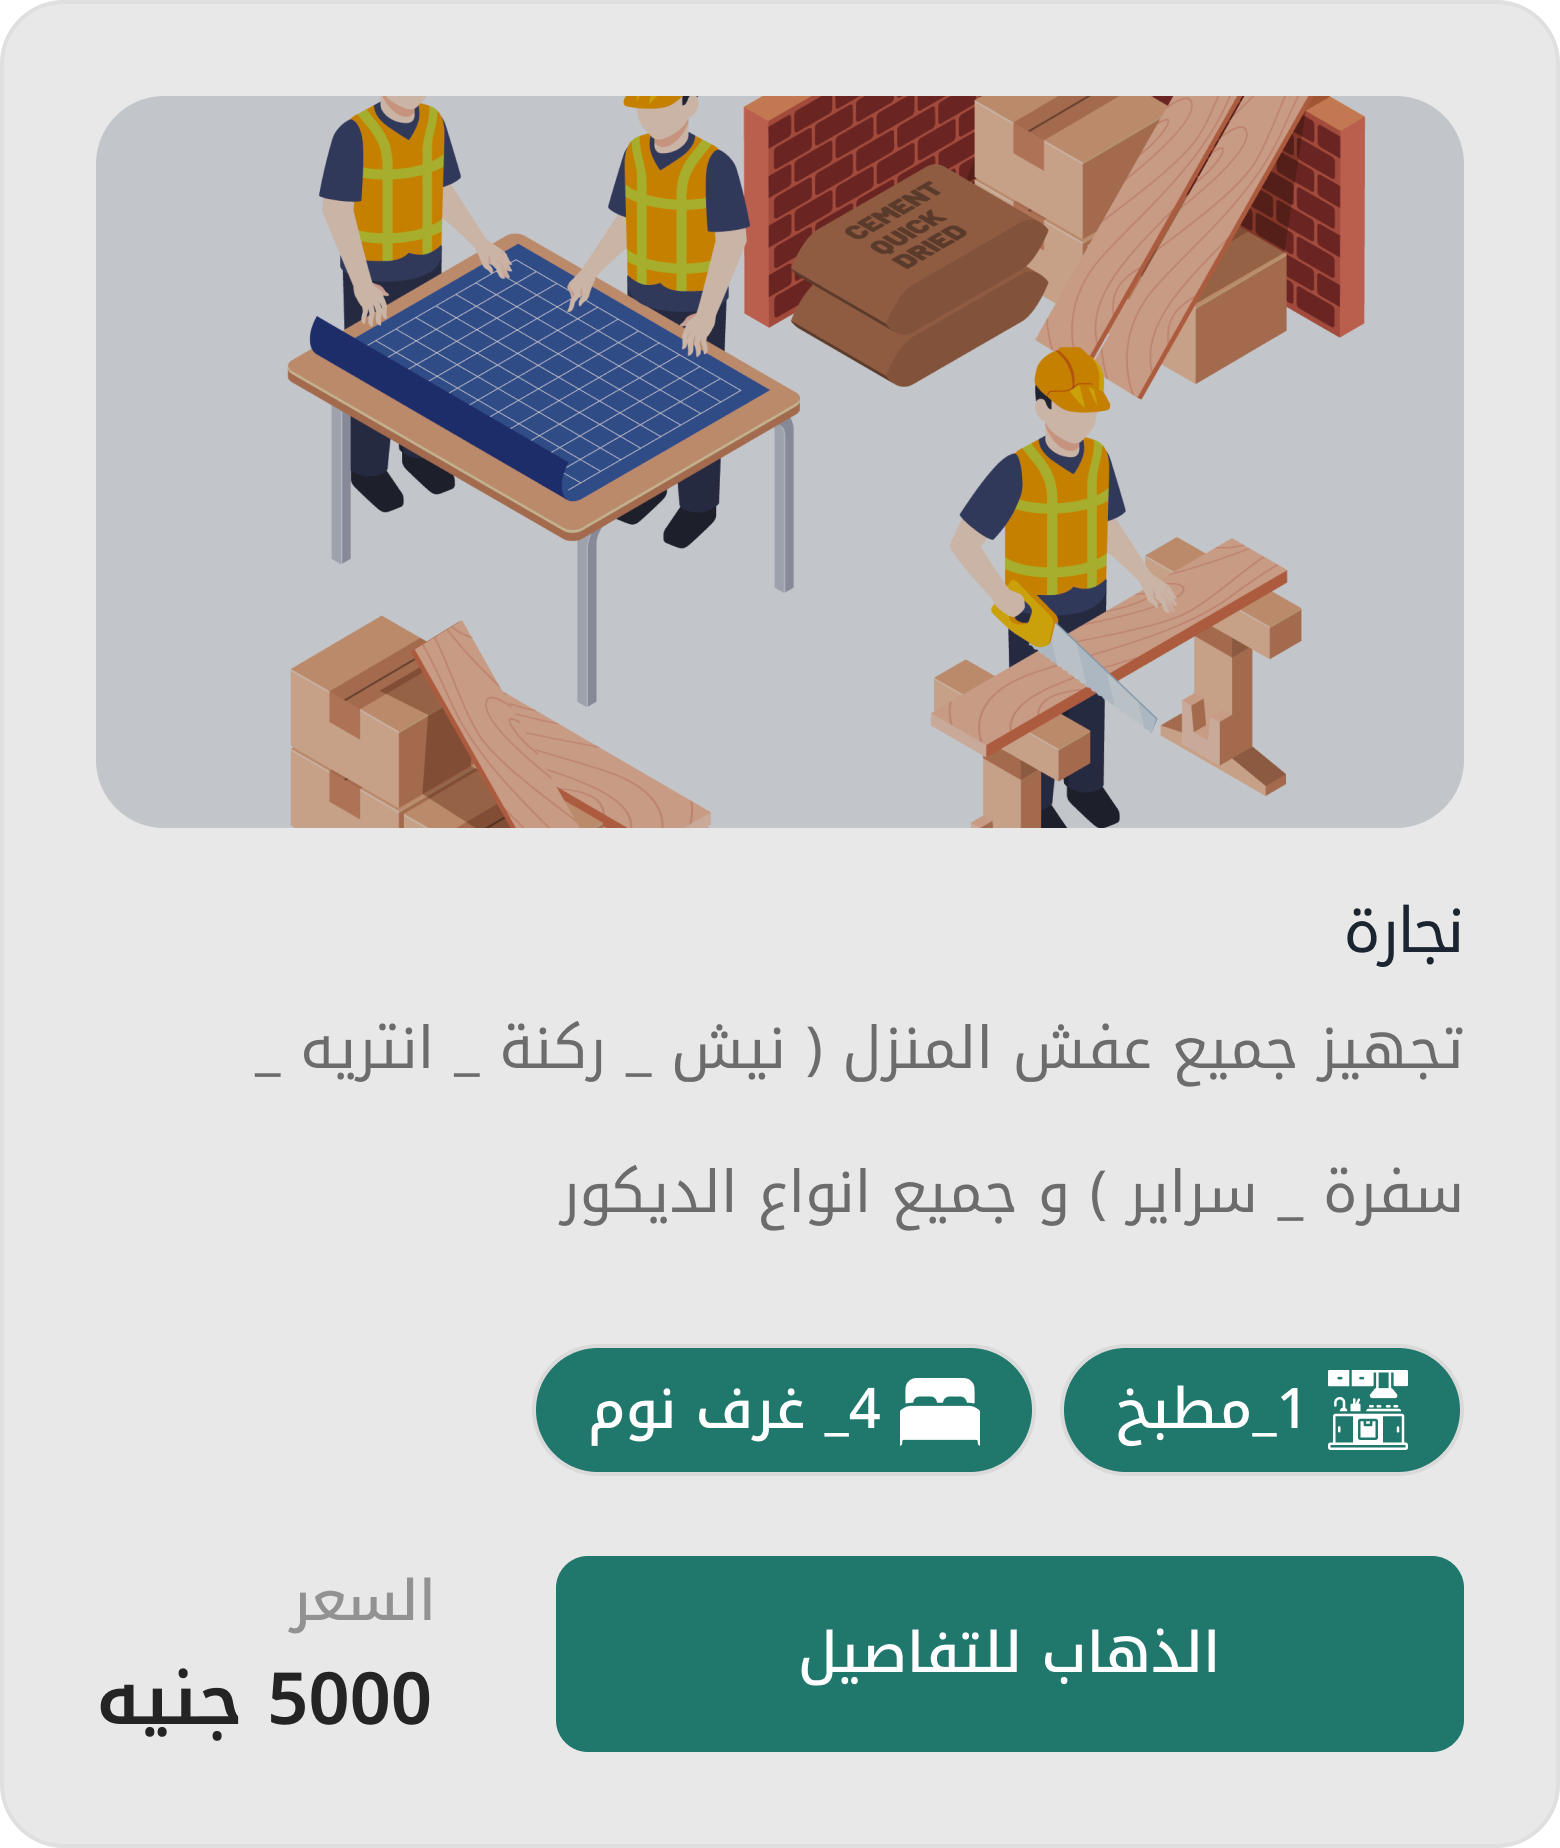 CEMENT
QUICK
DRIED
نجارة
تجهيز جميع عفش المنزل ( نيش _ ركنة _ انتريه _
سفرة _ سراير ) و جميع انواع الديكور
1_مطبخ
4_ غرف نوم
الذهاب للتفاصيل
السعر
5000 جنيه